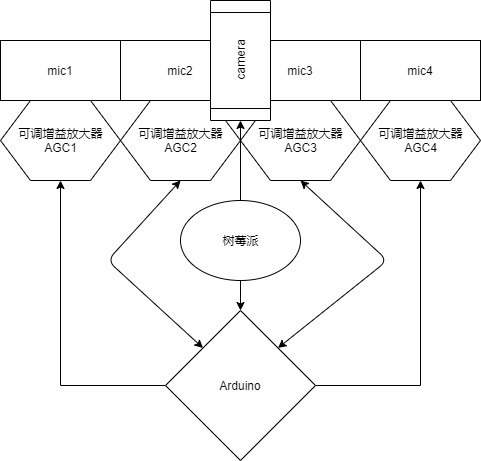 mic1
mic2
camera
mic3
mic4
可调增益放大器
AGC1
可调增益放大器
AGC2
可调增益放大器
AGC3
可调增益放大器
AGC4
树莓派
Arduino